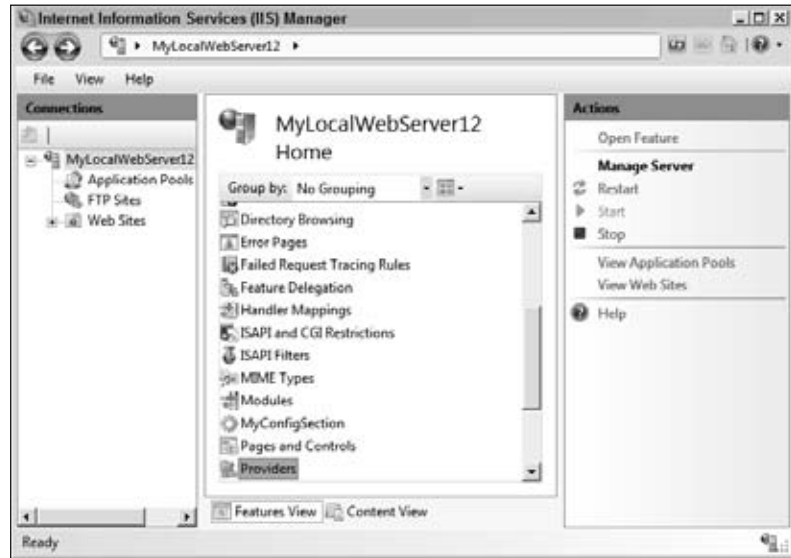 Internet Information Services (IIS) Manager
MyLocalWebServer12
File View Help
Connections
MyLocalWebServer12
Application Pools
FTP Sites
Web Sites
MyLocalWebServer12
Home
Group by: No Grouping
Directory Browsing
Error Pages
Failed Request Tracing Rules
Feature Delegation
Handler Mappings
ISAPI and CGI Restrictions
ISAPI Filters
MIME Types
Modules
MyConfigSection
Pages and Controls
Providers
Features View Content View
Actions
Open Feature
Manage Server
Restart
Start
Stop
View Application Pools
View Web Sites
Help
Ready